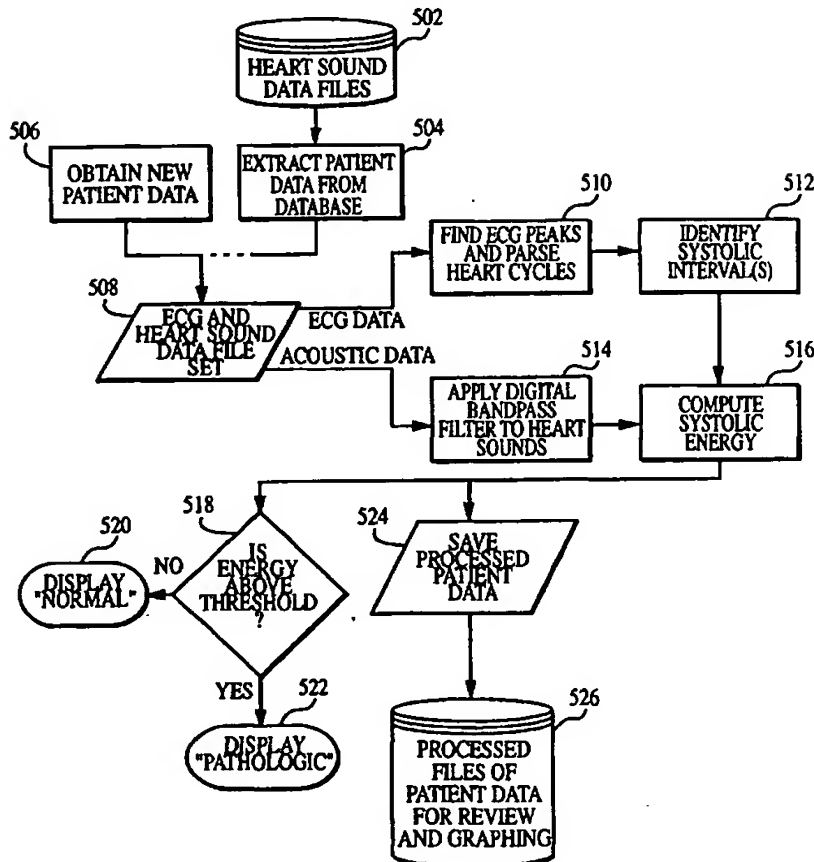 502
HEART SOUND
DATA FILES
506
OBTAIN NEW
PATIENT DATA
504
EXTRACT PATIENT
DATA FROM
DATABASE
510
FIND ECG PEAKS
AND PARSE
HEART CYCLES
512
IDENTIFY
SYSTOLIC
INTERVAL(S)
508
ECG AND
HEART SOUND
DATA FILE
SET
ECG DATA
ACOUSTIC DATA
514
APPLY DIGITAL
BANDPASS
FILTER TO HEART
SOUNDS
516
COMPUTE
SYSTOLIC
ENERGY
518
IS
ENERGY
ABOVE
THRESHOLD
?
NO
520
DISPLAY
"NORMAL"
YES
522
DISPLAY
"PATHOLOGIC"
524
SAVE
PROCESSED
PATIENT
DATA
526
PROCESSED
FILES OF
PATIENT DATA
FOR REVIEW
AND GRAPHING